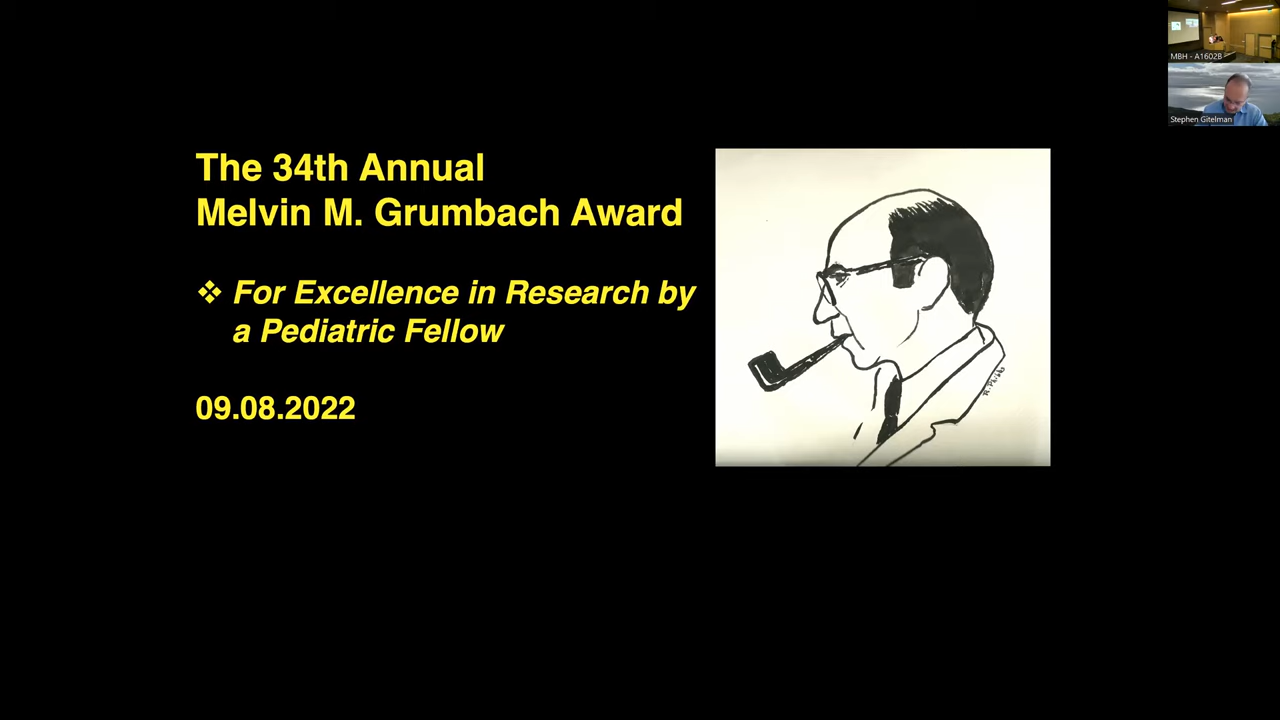 The 34th Annual
Melvin M. Grumbach Award
❖ For Excellence in Research by
a Pediatric Fellow
09.08.2022
R. Phibbs
MBH - A1602B
Stephen Gitelman